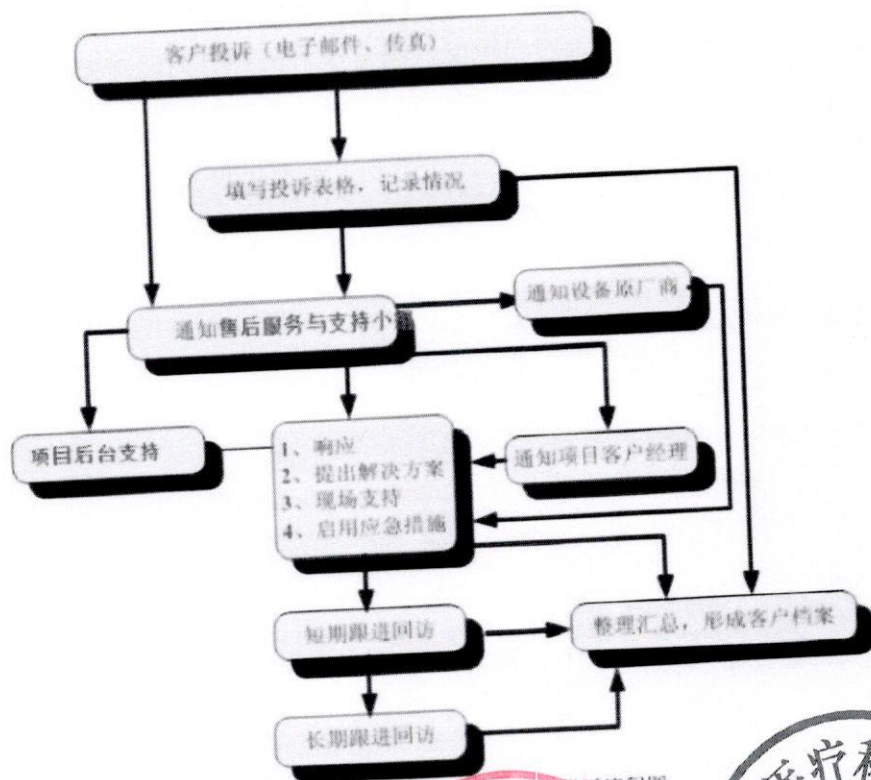 客户投诉（电子邮件、传真）
填写投诉表格，记录情况
通知设备原厂商
通知售后服务与支持小
项目后台支持
1、响应
2、提出解决方案
3、现场支持
4、启用应急措施
通知项目客户经理
短期跟进回访
整理汇总，形成客户档案
长期跟进回访
疗